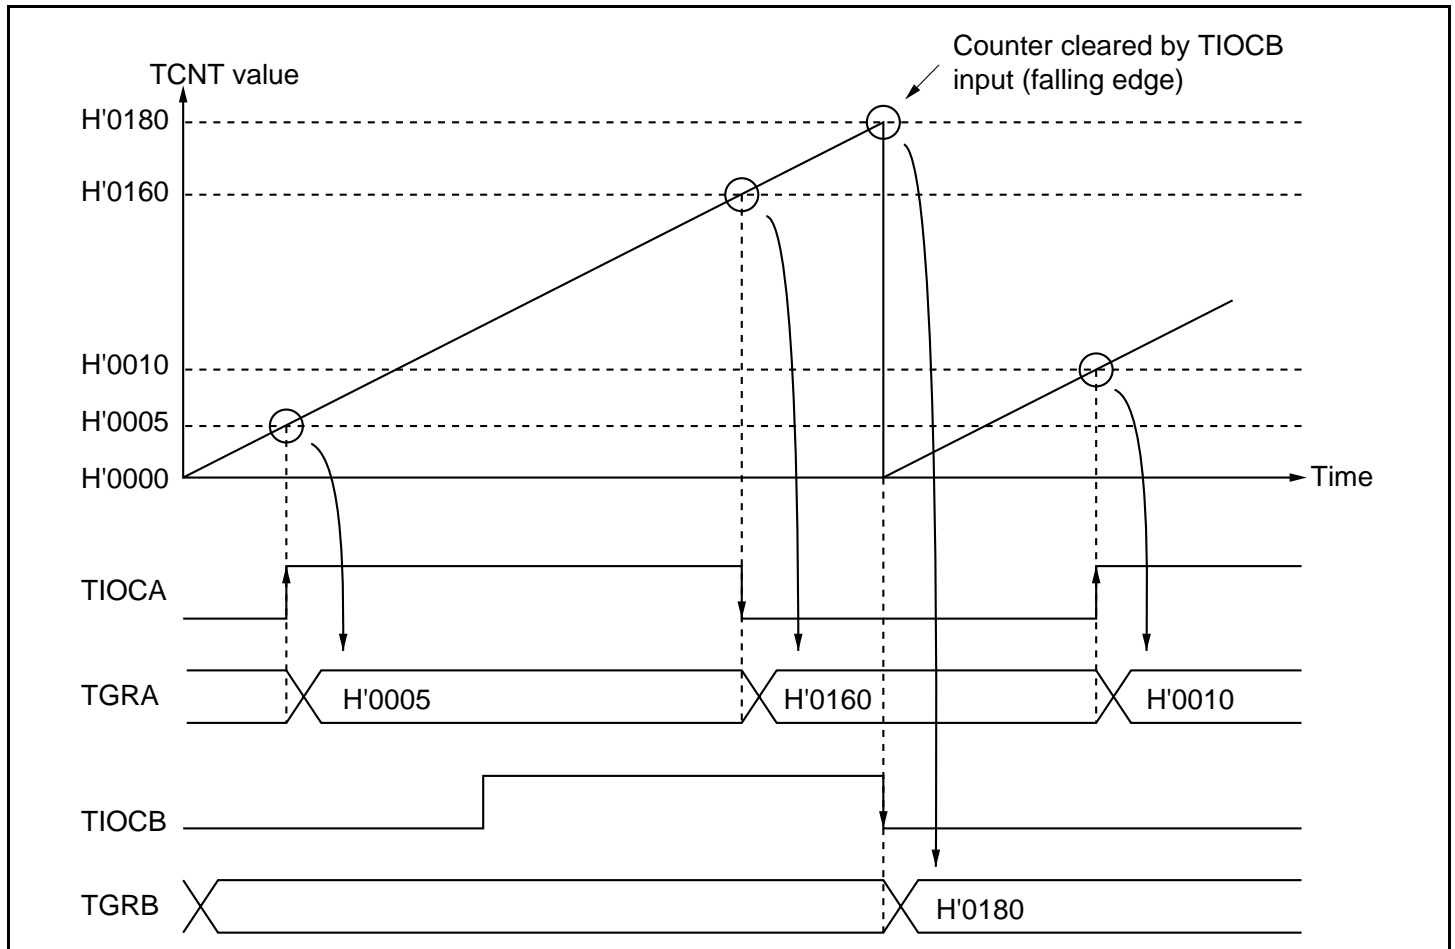 Counter cleared by TIOCB
input (falling edge)
TCNT value
H'0180
H'0160
H'0010
H'0005
H'0000
Time
TIOCA
TGRA
H'0005
H'0160
H'0010
TIOCB
TGRB
H'0180